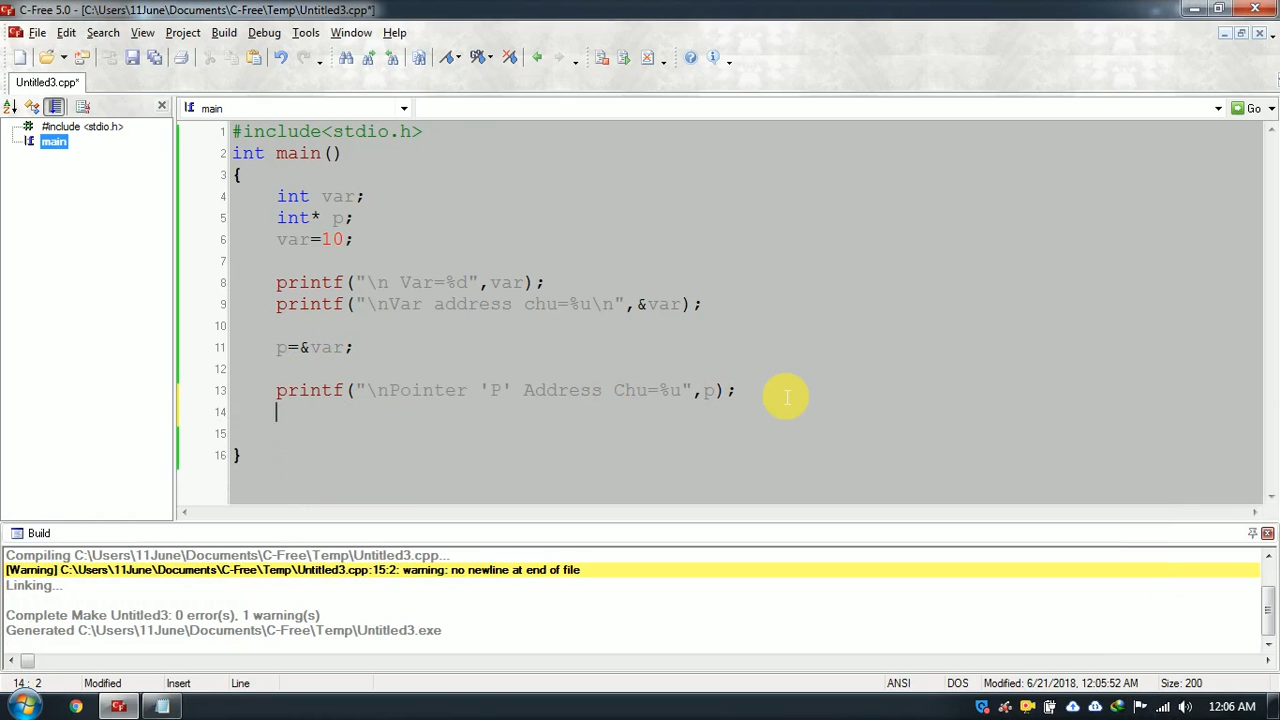 C-Free 5.0 - [C:\Users\11June\Documents\C-Free\Temp\Untitled3.cpp*]
File Edit Search View Project Build Debug Tools Window Help
Untitled3.cpp*
main
Go
#include <stdio.h>
main
1 #include<stdio.h>
2 int main()
3 {
4 int var;
5 int* p;
6 var=10;
7
8 printf("\n Var=%d",var);
9 printf("\nVar address chu=%u\n",&var);
10
11 p=&var;
12
13 printf("\nPointer 'P' Address Chu=%u",p);
14
15
16 }
Build
Compiling C:\Users\11June\Documents\C-Free\Temp\Untitled3.cpp...
[Warning] C:\Users\11June\Documents\C-Free\Temp\Untitled3.cpp:15:2: warning: no newline at end of file
Linking...
Complete Make Untitled3: 0 error(s), 1 warning(s)
Generated C:\Users\11June\Documents\C-Free\Temp\Untitled3.exe
14 : 2 Modified Insert Line ANSI DOS Modified: 6/21/2018, 12:05:52 AM Size: 200
12:06 AM